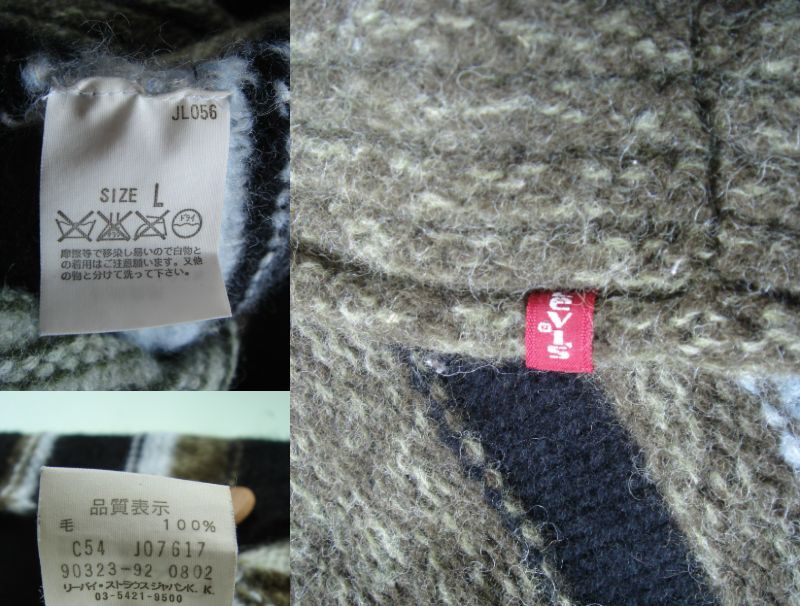 JL056
SIZE L
ドライ
摩擦等で移染し易いので白物と
の着用はご注意願います。又他
の物と分けて洗って下さい。
evi's
品質表示
毛 100%
C54 J07617
90323-92 0802
リーバイ・ストラウス ジャパンK. K.
03-5421-9500